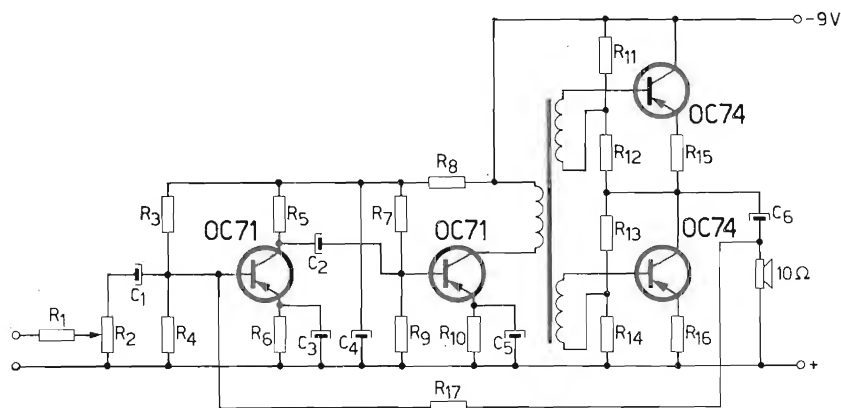 -9V
R11
OC74
R12
R15
R8
R3
R5
R7
C6
OC71
OC71
OC74
R13
C2
10Ω
C1
R1
R2
R4
R6
C3
C4
R9
R10
C5
R14
R16
+
R17